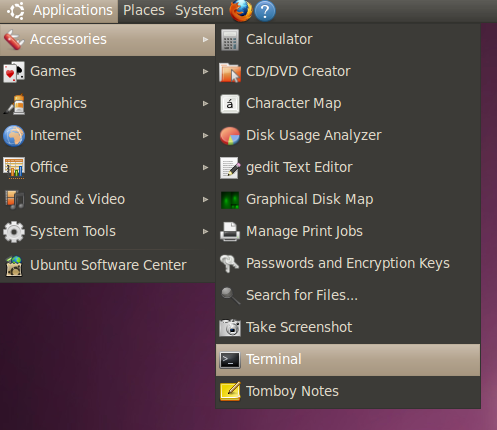 Applications Places System
Accessories
Games
Graphics
Internet
Office
Sound & Video
System Tools
Ubuntu Software Center
Calculator
CD/DVD Creator
Character Map
Disk Usage Analyzer
gedit Text Editor
Graphical Disk Map
Manage Print Jobs
Passwords and Encryption Keys
Search for Files...
Take Screenshot
Terminal
Tomboy Notes